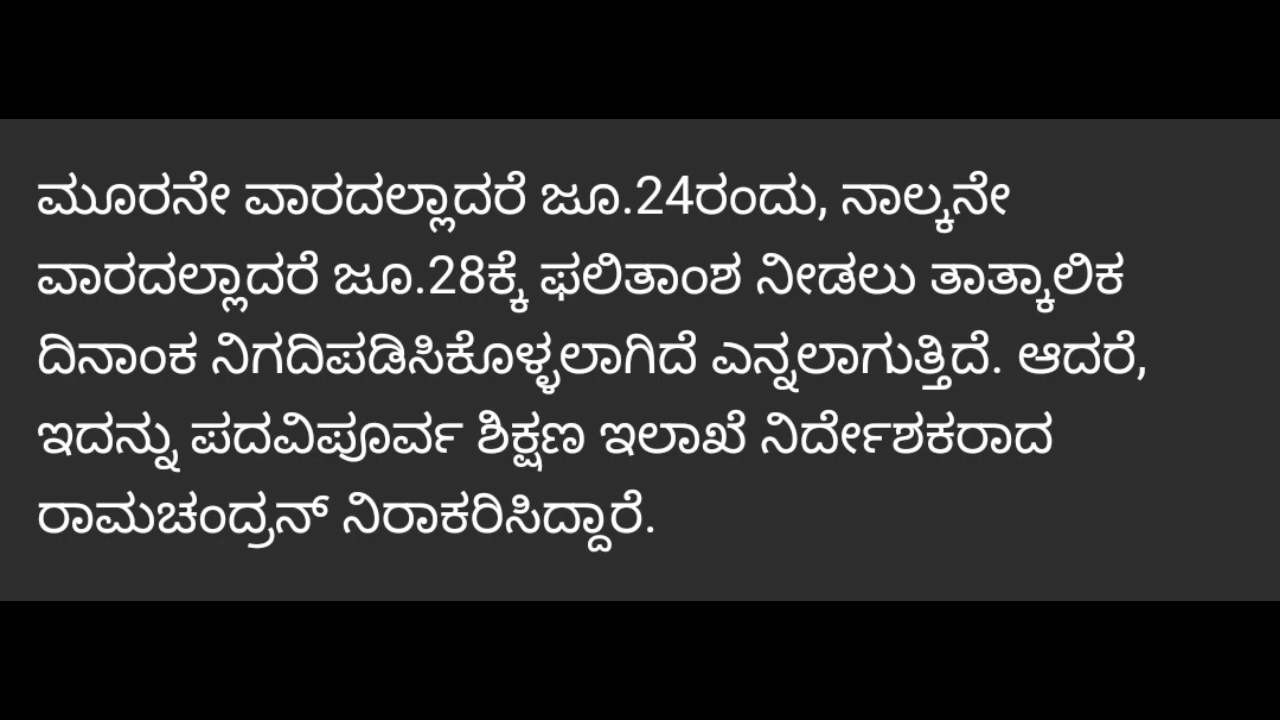 ಮೂರನೇ ವಾರದಲ್ಲಾದರೆ ಜೂ.24ರಂದು, ನಾಲ್ಕನೇ
ವಾರದಲ್ಲಾದರೆ ಜೂ.28ಕ್ಕೆ ಫಲಿತಾಂಶ ನೀಡಲು ತಾತ್ಕಾಲಿಕ
ದಿನಾಂಕ ನಿಗದಿಪಡಿಸಿಕೊಳ್ಳಲಾಗಿದೆ ಎನ್ನಲಾಗುತ್ತಿದೆ. ಆದರೆ,
ಇದನ್ನು ಪದವಿಪೂರ್ವ ಶಿಕ್ಷಣ ಇಲಾಖೆ ನಿರ್ದೇಶಕರಾದ
ರಾಮಚಂದ್ರನ್ ನಿರಾಕರಿಸಿದ್ದಾರೆ.